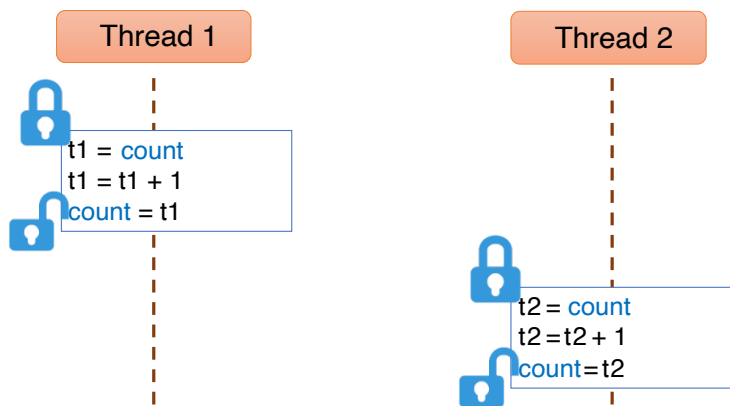 Thread 1
Thread 2
t1 = count
t1 = t1 + 1
count = t1
t2 = count
t2 = t2 + 1
count = t2